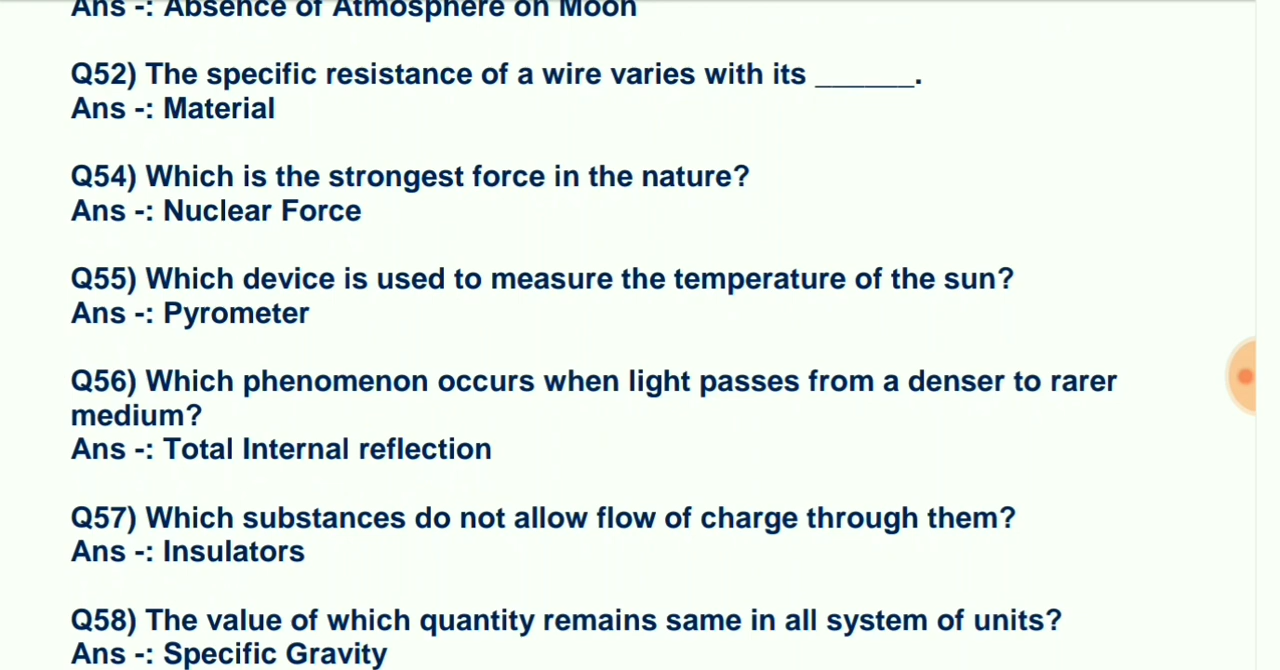 Ans -: Absence of Atmosphere on Moon
Q52) The specific resistance of a wire varies with its ______.
Ans -: Material
Q54) Which is the strongest force in the nature?
Ans -: Nuclear Force
Q55) Which device is used to measure the temperature of the sun?
Ans -: Pyrometer
Q56) Which phenomenon occurs when light passes from a denser to rarer
medium?
Ans -: Total Internal reflection
Q57) Which substances do not allow flow of charge through them?
Ans -: Insulators
Q58) The value of which quantity remains same in all system of units?
Ans -: Specific Gravity